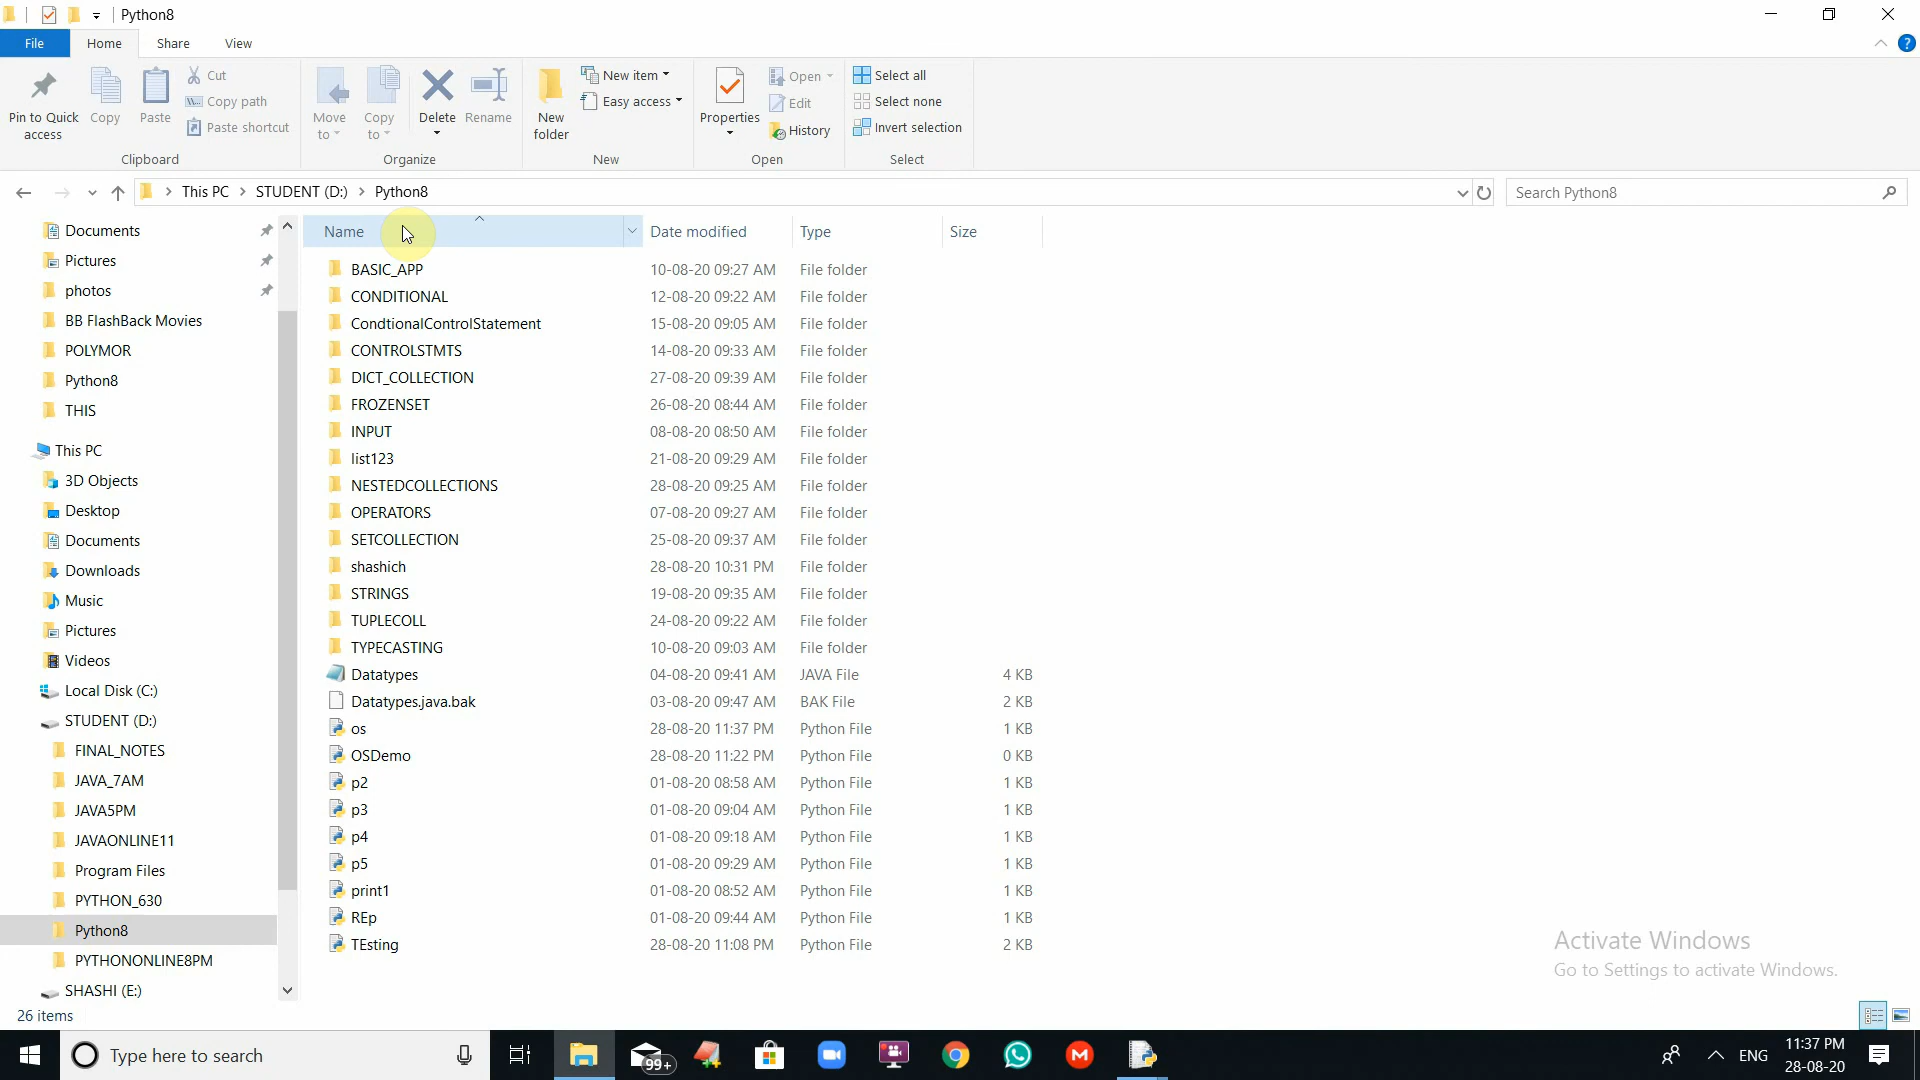 Python8
File Home Share View
Pin to Quick access
Copy
Paste
Cut
Copy path
Paste shortcut
Clipboard
Move to
Copy to
Delete
Rename
Organize
New folder
New item
Easy access
New
Properties
Open
Edit
History
Open
Select all
Select none
Invert selection
Select
This PC > STUDENT (D:) > Python8
Search Python8
Documents
Pictures
photos
BB FlashBack Movies
POLYMOR
Python8
THIS
This PC
3D Objects
Desktop
Documents
Downloads
Music
Pictures
Videos
Local Disk (C:)
STUDENT (D:)
FINAL_NOTES
JAVA_7AM
JAVA5PM
JAVAONLINE11
Program Files
PYTHON_630
Python8
PYTHONONLINE8PM
SHASHI (E:)
Name Date modified Type Size
BASIC_APP 10-08-20 09:27 AM File folder
CONDITIONAL 12-08-20 09:22 AM File folder
CondtionalControlStatement 15-08-20 09:05 AM File folder
CONTROLSTMTS 14-08-20 09:33 AM File folder
DICT_COLLECTION 27-08-20 09:39 AM File folder
FROZENSET 26-08-20 08:44 AM File folder
INPUT 08-08-20 08:50 AM File folder
list123 21-08-20 09:29 AM File folder
NESTEDCOLLECTIONS 28-08-20 09:25 AM File folder
OPERATORS 07-08-20 09:27 AM File folder
SETCOLLECTION 25-08-20 09:37 AM File folder
shashich 28-08-20 10:31 PM File folder
STRINGS 19-08-20 09:35 AM File folder
TUPLECOLL 24-08-20 09:22 AM File folder
TYPECASTING 10-08-20 09:03 AM File folder
Datatypes 04-08-20 09:41 AM JAVA File 4 KB
Datatypes.java.bak 03-08-20 09:47 AM BAK File 2 KB
os 28-08-20 11:37 PM Python File 1 KB
OSDemo 28-08-20 11:22 PM Python File 0 KB
p2 01-08-20 08:58 AM Python File 1 KB
p3 01-08-20 09:04 AM Python File 1 KB
p4 01-08-20 09:18 AM Python File 1 KB
p5 01-08-20 09:29 AM Python File 1 KB
print1 01-08-20 08:52 AM Python File 1 KB
REp 01-08-20 09:44 AM Python File 1 KB
TEsting 28-08-20 11:08 PM Python File 2 KB
Activate Windows
Go to Settings to activate Windows.
26 items
Type here to search
99+
ENG
11:37 PM
28-08-20